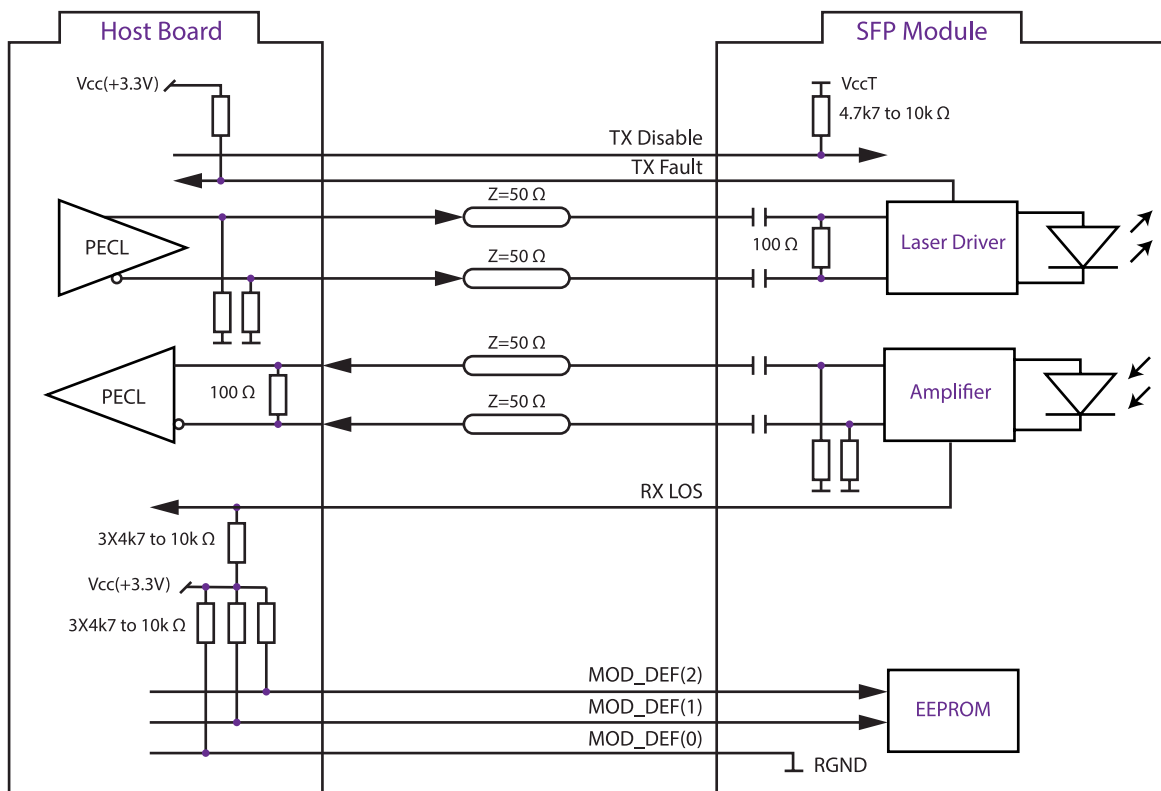 Host Board
SFP Module
Vcc(+3.3V)
VccT
4.7k7 to 10k Ω
TX Disable
TX Fault
Z=50 Ω
PECL
100 Ω
Laser Driver
Z=50 Ω
Z=50 Ω
100 Ω
PECL
Amplifier
Z=50 Ω
RX LOS
3X4k7 to 10k Ω
Vcc(+3.3V)
3X4k7 to 10k Ω
MOD_DEF(2)
MOD_DEF(1)
EEPROM
MOD_DEF(0)
RGND